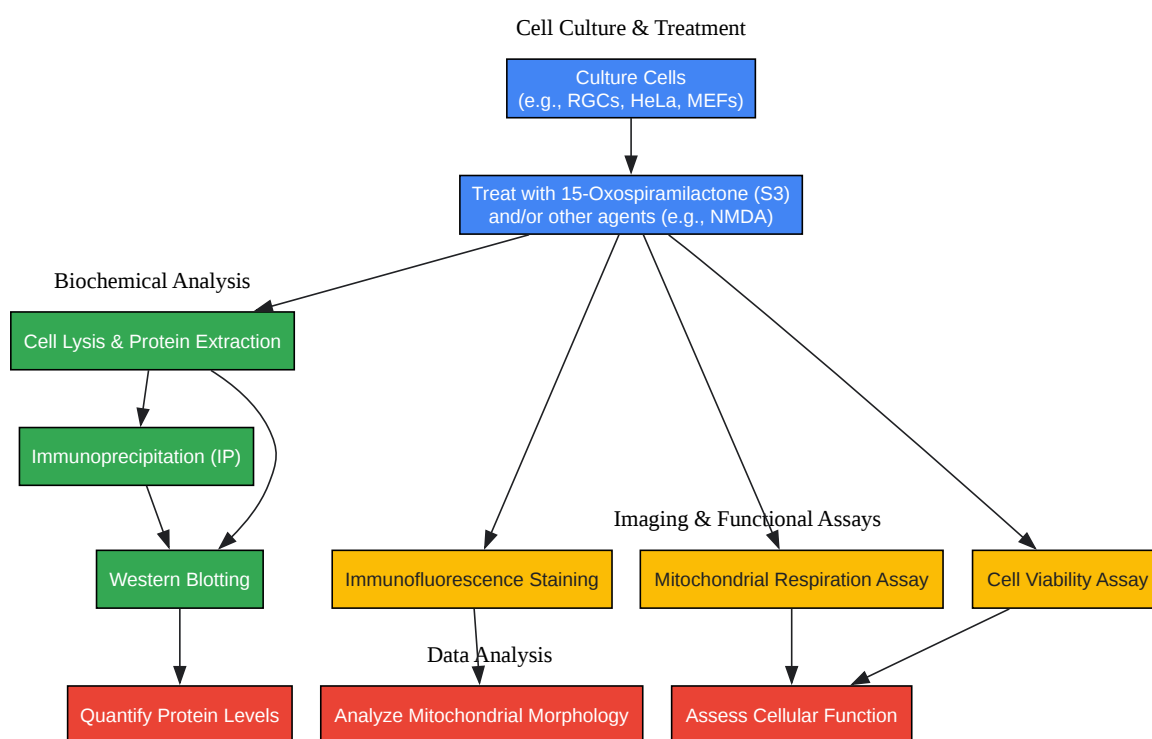 Cell Culture & Treatment
Culture Cells
(e.g., RGCs, HeLa, MEFs)
Treat with 15-Oxospiramilactone (S3)
and/or other agents (e.g., NMDA)
Biochemical Analysis
Cell Lysis & Protein Extraction
Immunoprecipitation (IP)
Imaging & Functional Assays
Western Blotting
Immunofluorescence Staining
Mitochondrial Respiration Assay
Cell Viability Assay
Data Analysis
Quantify Protein Levels
Analyze Mitochondrial Morphology
Assess Cellular Function